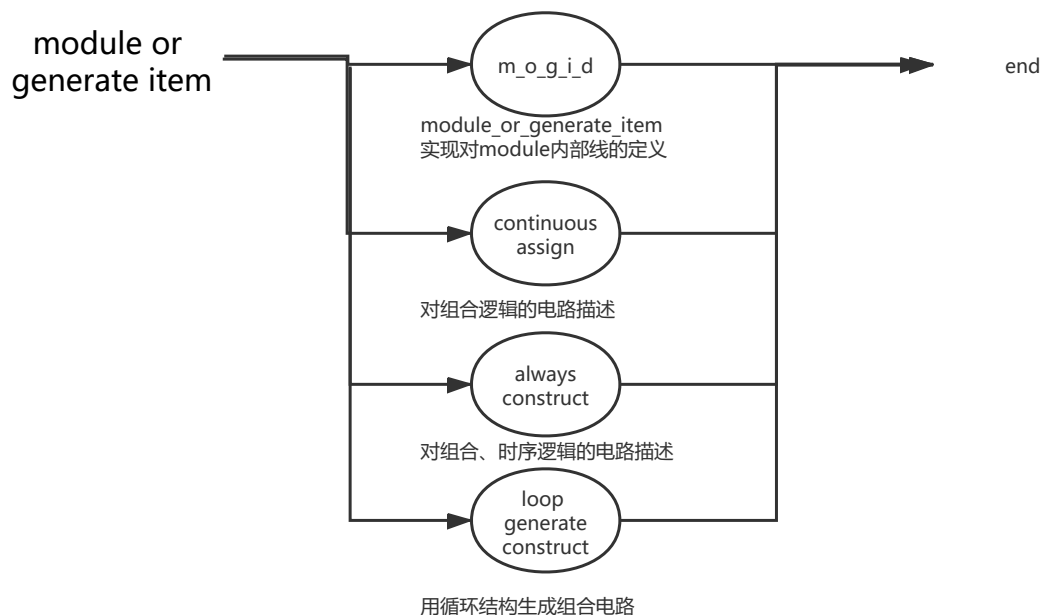 module or
generate item
m_o_g_i_d
end
module_or_generate_item
实现对module内部线的定义
continuous
assign
对组合逻辑的电路描述
always
construct
对组合、时序逻辑的电路描述
loop
generate
construct
用循环结构生成组合电路